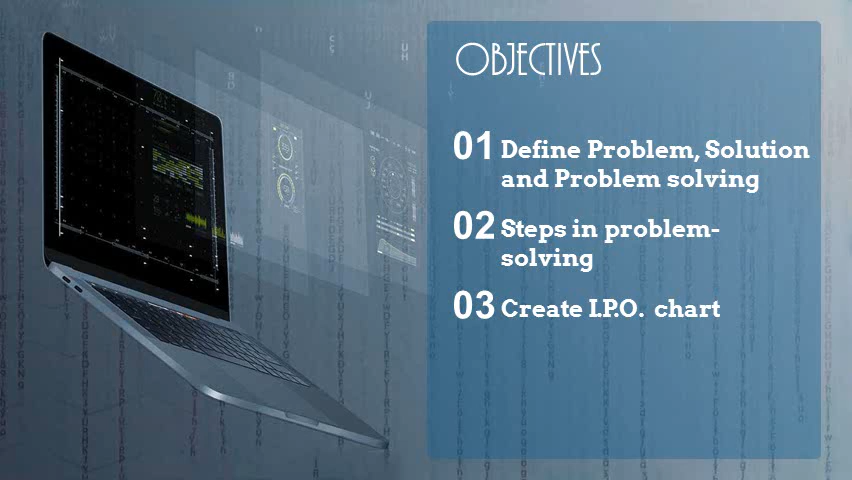 OBJECTIVES
01 Define Problem, Solution
and Problem solving
02 Steps in problem-
solving
03 Create I.P.O. chart